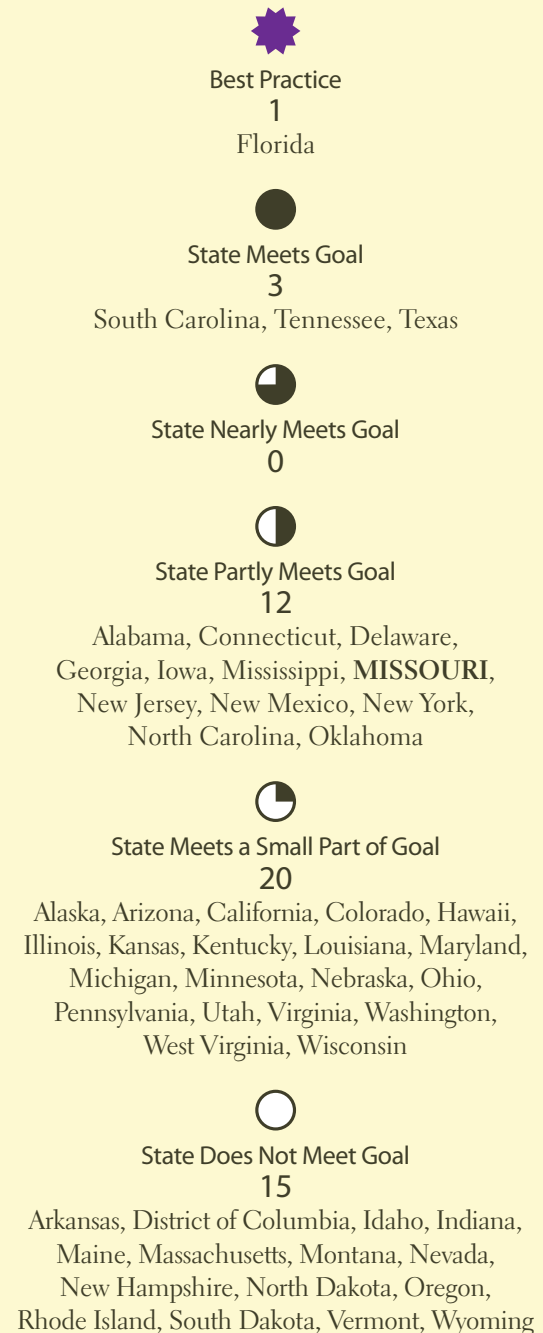 Best Practice
1
Florida
State Meets Goal
3
South Carolina, Tennessee, Texas
State Nearly Meets Goal
0
State Partly Meets Goal
12
Alabama, Connecticut, Delaware,
Georgia, Iowa, Mississippi, MISSOURI,
New Jersey, New Mexico, New York,
North Carolina, Oklahoma
State Meets a Small Part of Goal
20
Alaska, Arizona, California, Colorado, Hawaii,
Illinois, Kansas, Kentucky, Louisiana, Maryland,
Michigan, Minnesota, Nebraska, Ohio,
Pennsylvania, Utah, Virginia, Washington,
West Virginia, Wisconsin
State Does Not Meet Goal
15
Arkansas, District of Columbia, Idaho, Indiana,
Maine, Massachusetts, Montana, Nevada,
New Hampshire, North Dakota, Oregon,
Rhode Island, South Dakota, Vermont, Wyoming